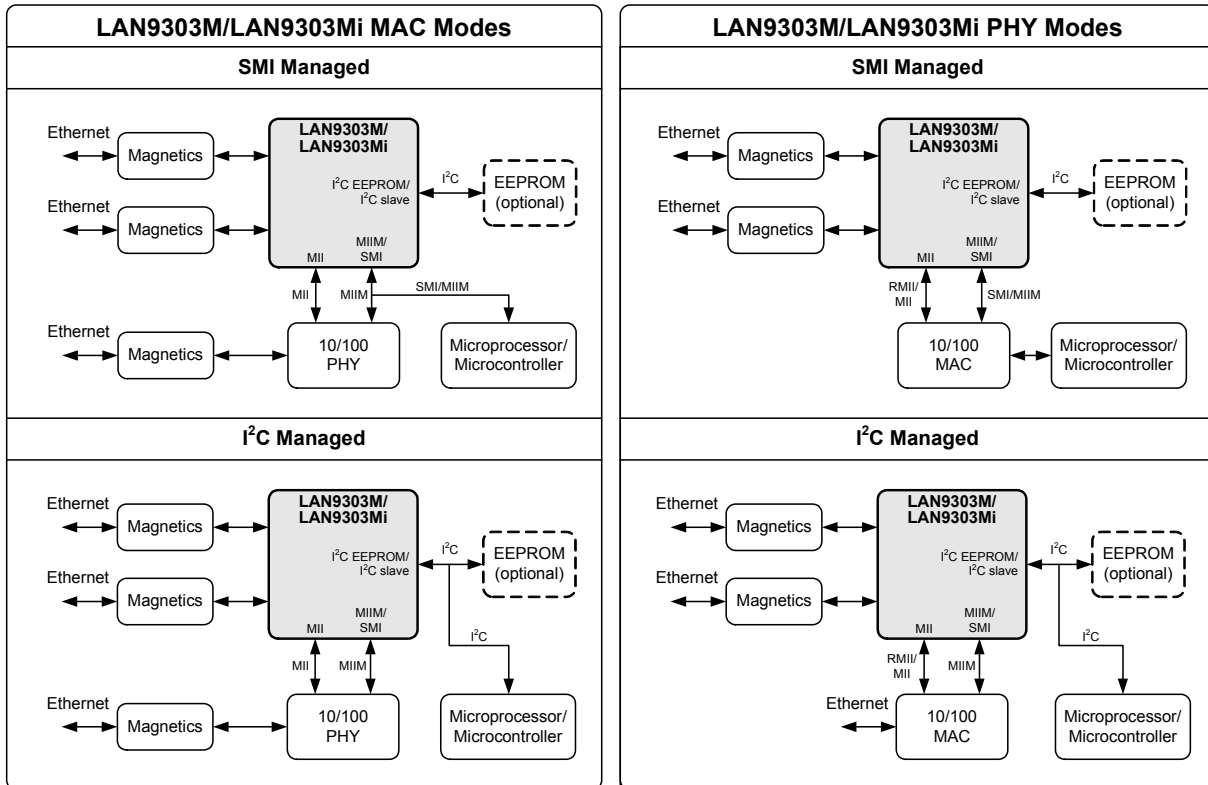 LAN9303M/LAN9303Mi MAC Modes
SMI Managed
Ethernet
Magnetics
LAN9303M/
LAN9303Mi
I²C EEPROM/
I²C slave
I²C
EEPROM
(optional)
Ethernet
Magnetics
MII
MIIM/
SMI
MII
MIIM
SMI/MIIM
Ethernet
Magnetics
10/100
PHY
Microprocessor/
Microcontroller
I²C Managed
Ethernet
Magnetics
LAN9303M/
LAN9303Mi
I²C EEPROM/
I²C slave
I²C
EEPROM
(optional)
Ethernet
Magnetics
MII
MIIM/
SMI
I²C
MII
MIIM
Ethernet
Magnetics
10/100
PHY
Microprocessor/
Microcontroller
LAN9303M/LAN9303Mi PHY Modes
SMI Managed
Ethernet
Magnetics
LAN9303M/
LAN9303Mi
I²C EEPROM/
I²C slave
I²C
EEPROM
(optional)
Ethernet
Magnetics
MII
MIIM/
SMI
RMII/
MII
SMI/MIIM
10/100
MAC
Microprocessor/
Microcontroller
I²C Managed
Ethernet
Magnetics
LAN9303M/
LAN9303Mi
I²C EEPROM/
I²C slave
I²C
EEPROM
(optional)
Ethernet
Magnetics
MII
MIIM/
SMI
I²C
RMII/
MII
MIIM
Ethernet
10/100
MAC
Microprocessor/
Microcontroller